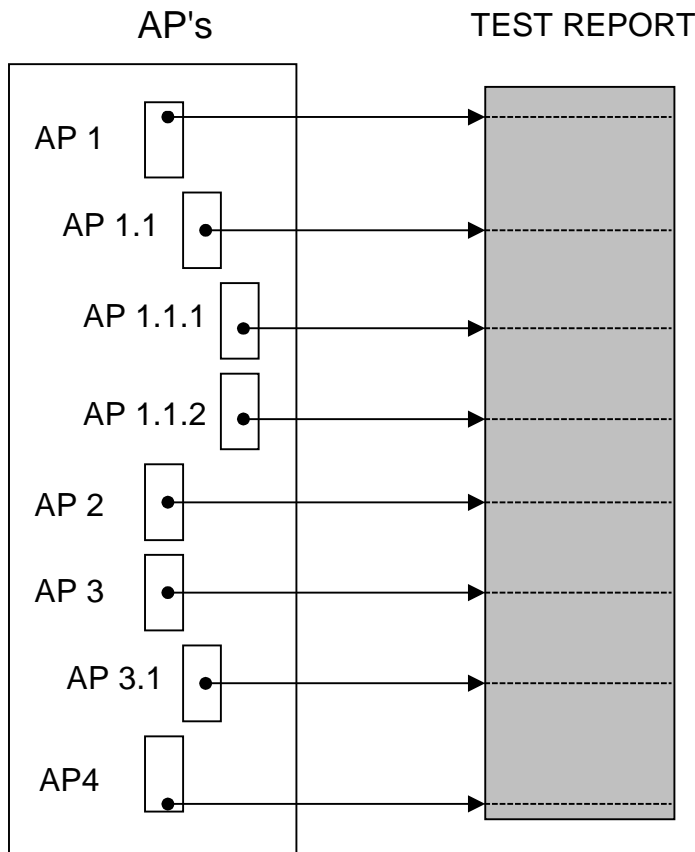 AP's
TEST REPORT
AP 1
AP 1.1
AP 1.1.1
AP 1.1.2
AP 2
AP 3
AP 3.1
AP4